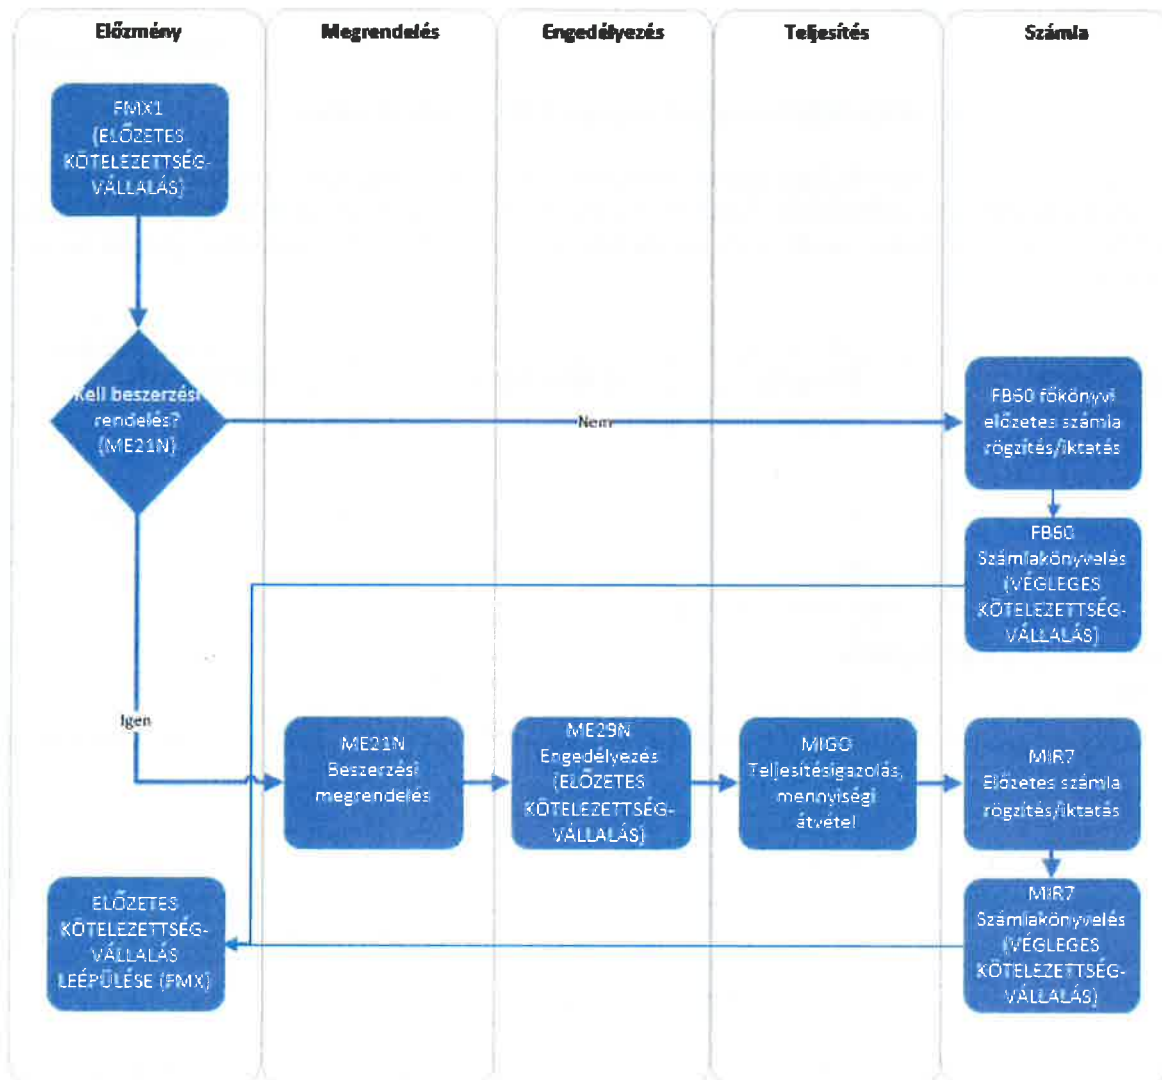 Előzmény
Megrendelés
Engedélyezés
Teljesítés
Számla
FMX1
(ELŐZETES
KÖTELEZETTSÉG-
VÁLLALÁS)
Kell beszerzési
rendelés?
(ME21N)
Nem
FB60 főkönyvi
előzetes számla
rögzítés/iktatás
FB60
Számlakönyvelés
(VÉGLEGES
KÖTELEZETTSÉG-
VÁLLALÁS)
Igen
ME21N
Beszerzési
megrendelés
ME29N
Engedélyezés
(ELŐZETES
KÖTELEZETTSÉG-
VÁLLALÁS)
MIGO
Teljesítésigazolás,
mennyiségi
átvétel
MIR7
Előzetes számla
rögzítés/iktatás
MIR7
Számlakönyvelés
(VÉGLEGES
KÖTELEZETTSÉG-
VÁLLALÁS)
ELŐZETES
KÖTELEZETTSÉG-
VÁLLALÁS
LEÉPÜLÉSE (FMX)